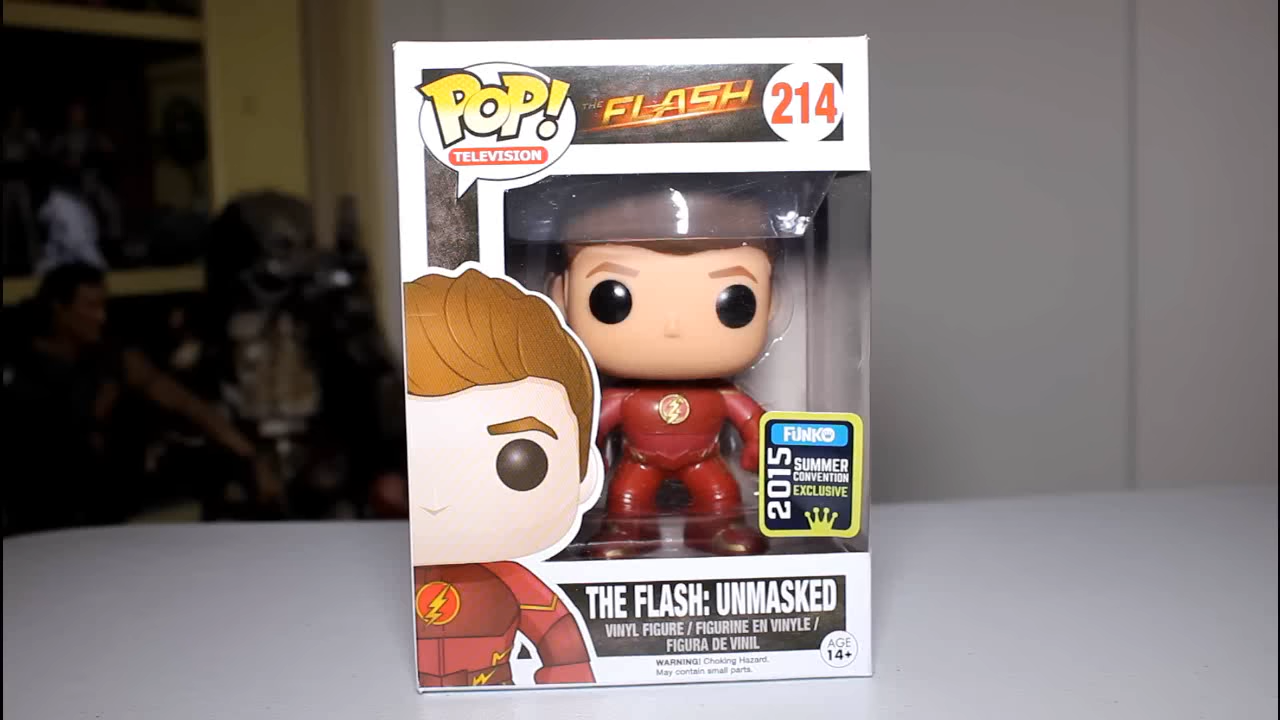 POP!
TELEVISION
THE FLASH
214
FUNKO
2015
SUMMER
CONVENTION
EXCLUSIVE
THE FLASH: UNMASKED
VINYL FIGURE / FIGURINE EN VINYLE /
FIGURA DE VINIL
WARNING! Choking Hazard.
May contain small parts.
AGE
14+